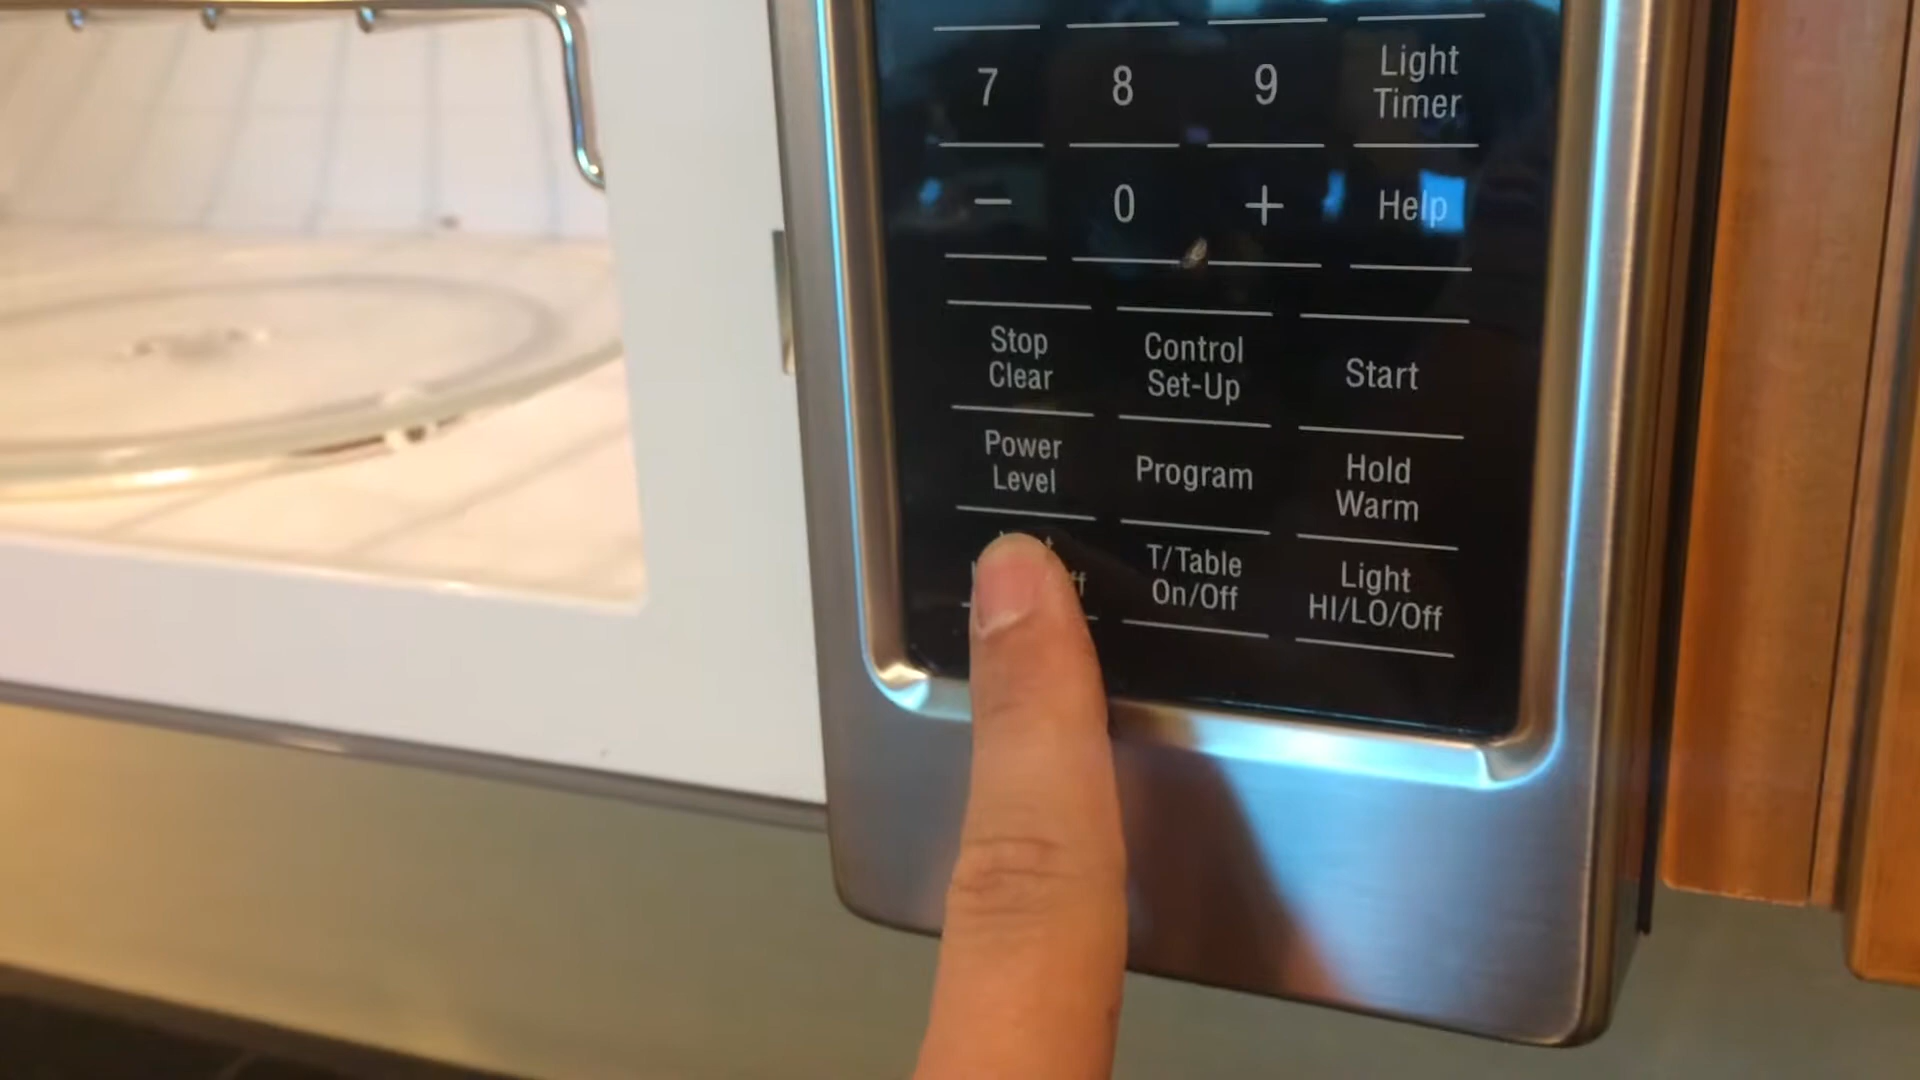 7 8 9 Light
Timer
− 0 + Help
Stop
Clear
Control
Set-Up
Start
Power
Level
Program
Hold
Warm
T/Table
On/Off
Light
HI/LO/Off